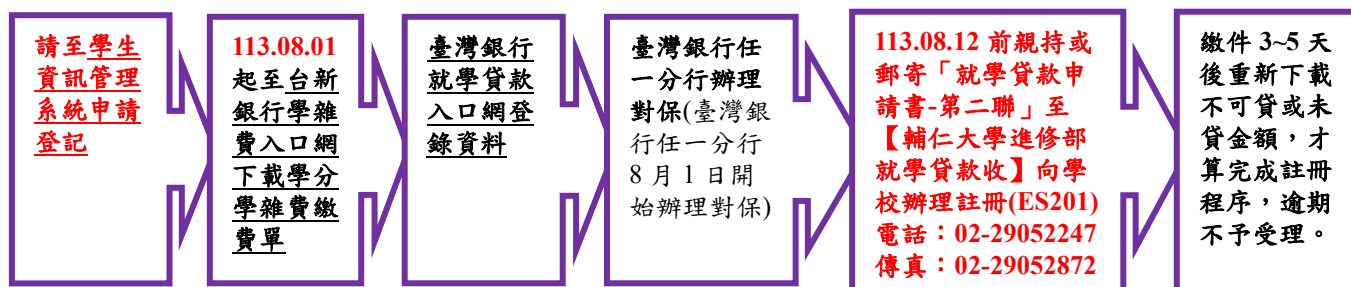 請至學生
資訊管理
系統申請
登記
113.08.01
起至台新
銀行學雜
費入口網
下載學分
學雜費繳
費單
臺灣銀行
就學貸款
入口網登
錄資料
臺灣銀行任
一分行辦理
對保(臺灣銀
行任一分行
8 月 1 日開
始辦理對保)
113.08.12 前親持或
郵寄「就學貸款申
請書-第二聯」至
【輔仁大學進修部
就學貸款收】向學
校辦理註冊(ES201)
電話：02-29052247
傳真：02-29052872
繳件 3~5 天
後重新下載
不可貸或未
貸金額，才
算完成註冊
程序，逾期
不予受理。